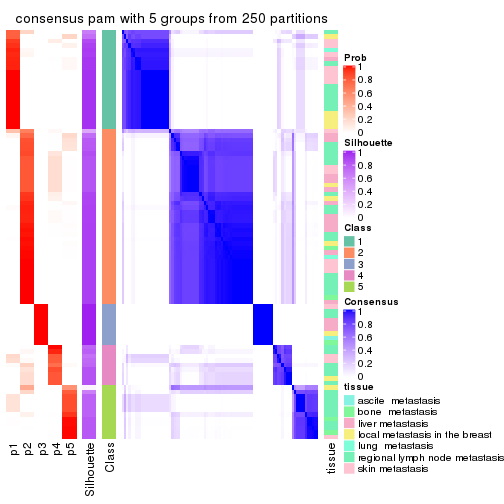 consensus pam with 5 groups from 250 partitions
Prob
1
0.8
0.6
0.4
0.2
0
Silhouette
1
0.8
0.6
0.4
0.2
0
Class
1
2
3
4
5
Consensus
1
0.8
0.6
0.4
0.2
0
tissue
ascite metastasis
bone metastasis
liver metastasis
local metastasis in the breast
lung metastasis
regional lymph node metastasis
skin metastasis
p1
p2
p3
p4
p5
Silhouette
Class
tissue